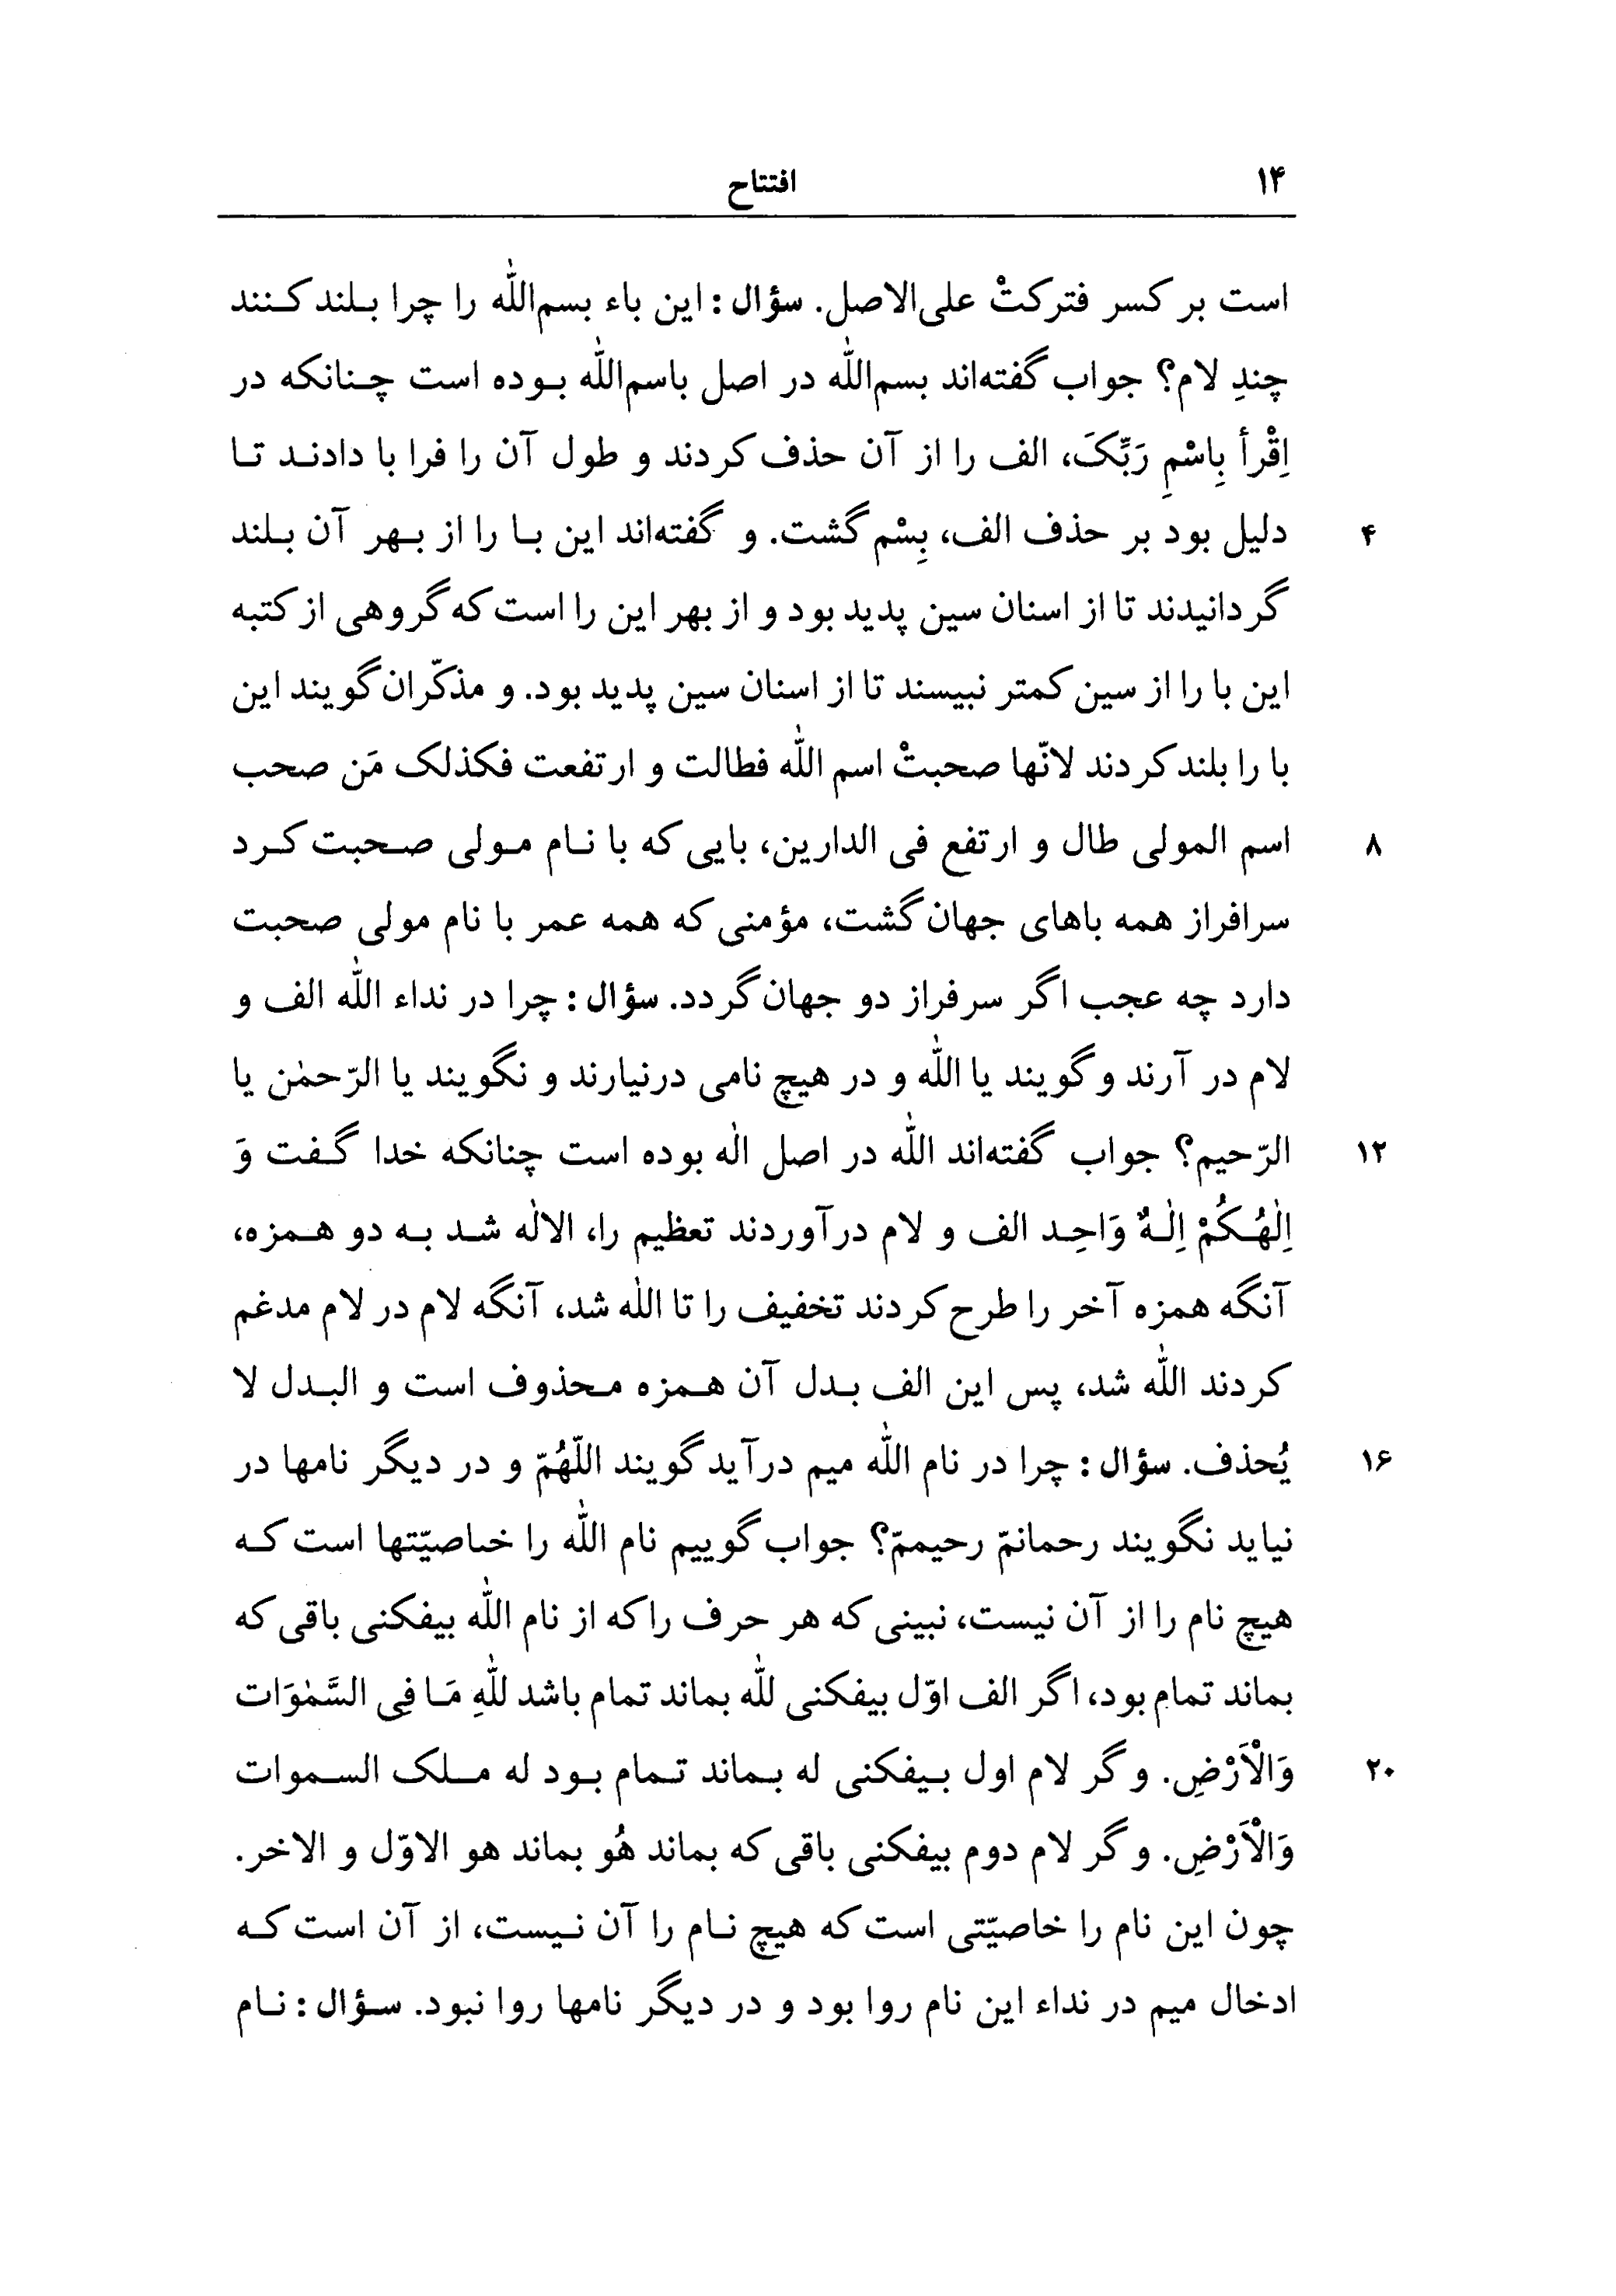 ۱۴ افتتاح
است بر کسر فترکتْ علی‌الاصل. سؤال: این باء بسم‌اللّٰه را چرا بلند کنند
چندِ لام؟ جواب گفته‌اند بسم‌اللّٰه در اصل باسم‌اللّٰه بوده است چنانکه در
اِقْرأ بِاسْمِ رَبِّکَ، الف را از آن حذف کردند و طول آن را فرا با دادند تا
۴ دلیل بود بر حذف الف، بِسْم گشت. و گفته‌اند این با را از بهر آن بلند
گردانیدند تا از اسنان سین پدید بود و از بهر این را است که گروهی از کتبه
این با را از سین کمتر نبیسند تا از اسنان سین پدید بود. و مذکّران گویند این
با را بلند کردند لانّها صحبتْ اسم اللّٰه فطالت و ارتفعت فکذلک مَن صحب
۸ اسم المولی طال و ارتفع فی الدارین، بایی که با نام مولی صحبت کرد
سرافراز همه باهای جهان گشت، مؤمنی که همه عمر با نام مولی صحبت
دارد چه عجب اگر سرفراز دو جهان گردد. سؤال: چرا در نداء اللّٰه الف و
لام در آرند و گویند یا اللّٰه و در هیچ نامی درنیارند و نگویند یا الرّحمٰن یا
۱۲ الرّحیم؟ جواب گفته‌اند اللّٰه در اصل الٰه بوده است چنانکه خدا گفت وَ
اِلٰهُکُمْ اِلٰهٌ وَاحِد الف و لام درآوردند تعظیم را، الالٰه شد به دو همزه،
آنگه همزه آخر را طرح کردند تخفیف را تا اللٰه شد، آنگه لام در لام مدغم
کردند اللّٰه شد، پس این الف بدل آن همزه محذوف است و البدل لا
۱۶ یُحذف. سؤال: چرا در نام اللّٰه میم درآید گویند اللّهُمّ و در دیگر نامها در
نیاید نگویند رحمانمّ رحیممّ؟ جواب گوییم نام اللّٰه را خاصیّتها است که
هیچ نام را از آن نیست، نبینی که هر حرف را که از نام اللّٰه بیفکنی باقی که
بماند تمام بود، اگر الف اوّل بیفکنی للّٰه بماند تمام باشد للّهِ مَا فِی السَّمٰوَات
۲۰ وَالْاَرْضِ. و گر لام اول بیفکنی له بماند تمام بود له ملک السموات
وَالْاَرْضِ. و گر لام دوم بیفکنی باقی که بماند هُو بماند هو الاوّل و الاخر.
چون این نام را خاصیّتی است که هیچ نام را آن نیست، از آن است که
ادخال میم در نداء این نام روا بود و در دیگر نامها روا نبود. سؤال: نام